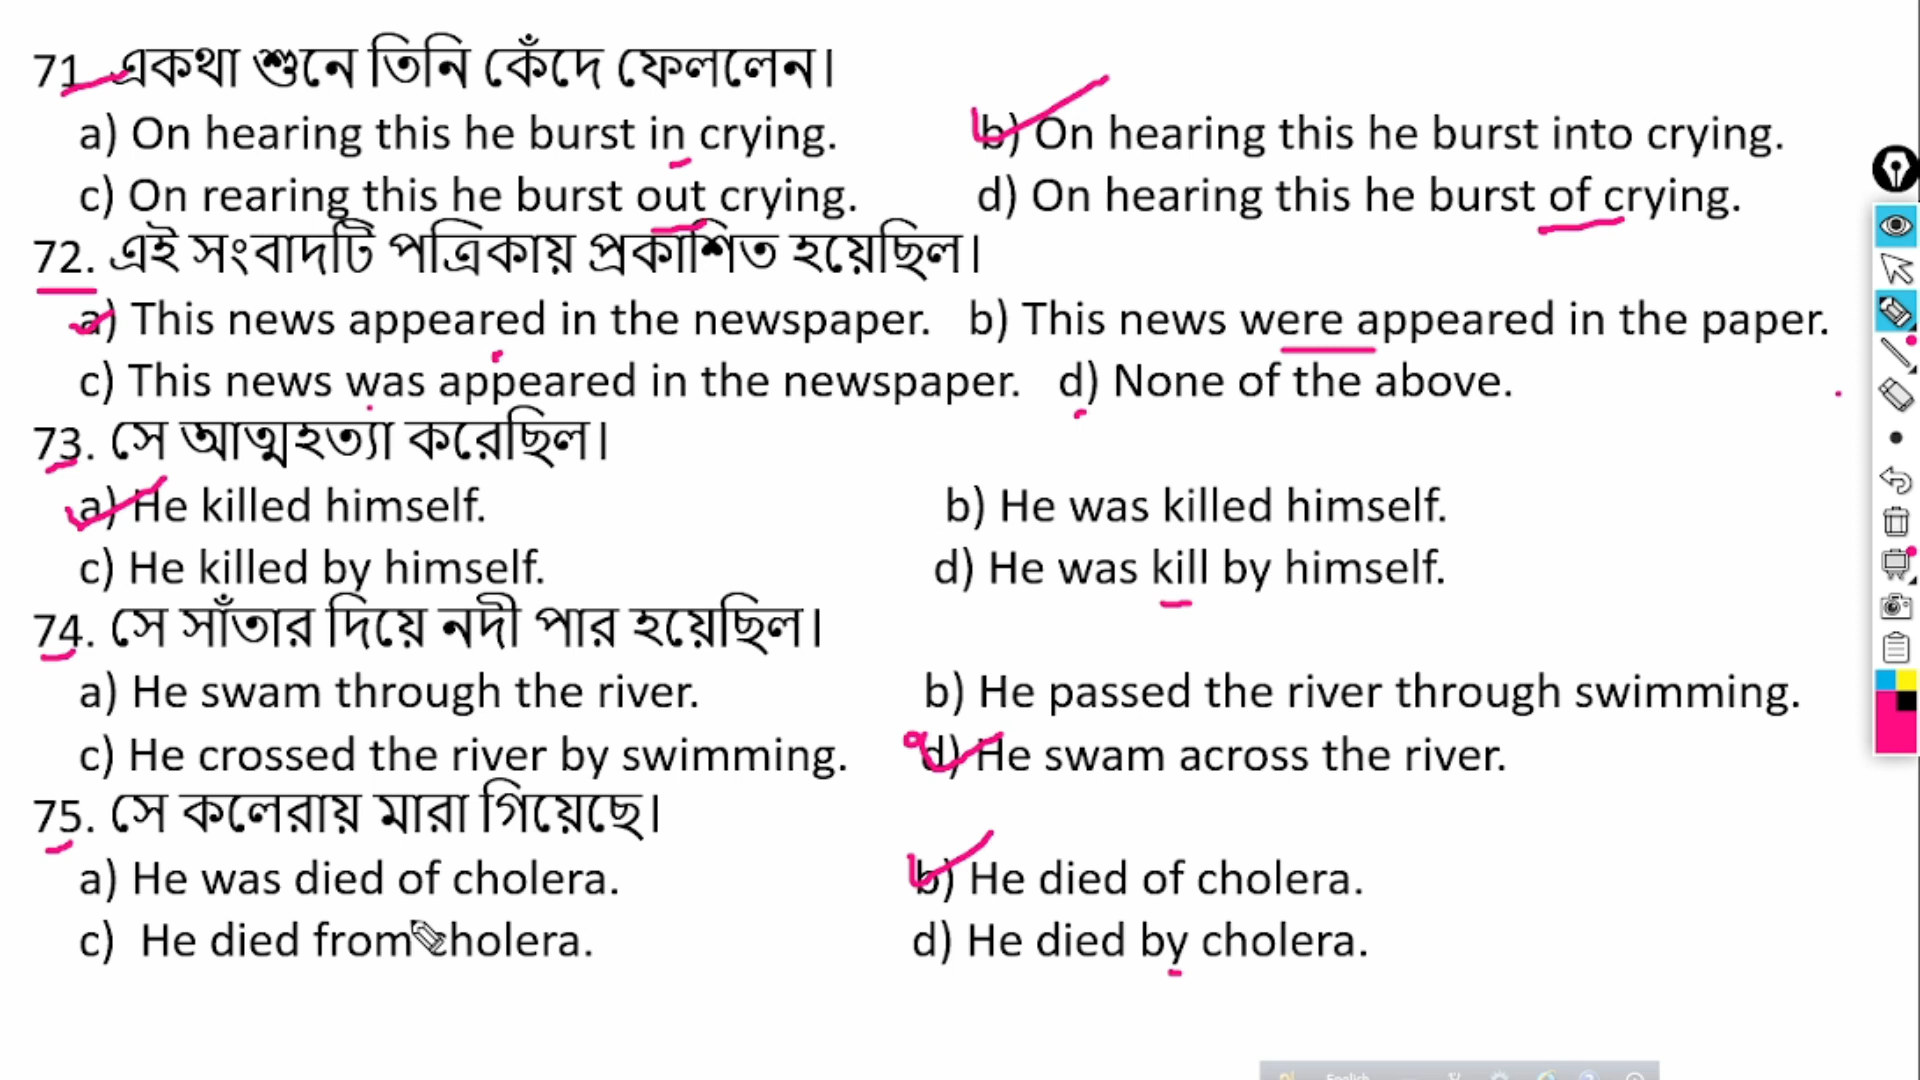 71. একথা শুনে তিনি কেঁদে ফেললেন।
a) On hearing this he burst in crying. b) On hearing this he burst into crying.
c) On rearing this he burst out crying. d) On hearing this he burst of crying.
72. এই সংবাদটি পত্রিকায় প্রকাশিত হয়েছিল।
a) This news appeared in the newspaper. b) This news were appeared in the paper.
c) This news was appeared in the newspaper. d) None of the above.
73. সে আত্মহত্যা করেছিল।
a) He killed himself. b) He was killed himself.
c) He killed by himself. d) He was kill by himself.
74. সে সাঁতার দিয়ে নদী পার হয়েছিল।
a) He swam through the river. b) He passed the river through swimming.
c) He crossed the river by swimming. d) He swam across the river.
75. সে কলেরায় মারা গিয়েছে।
a) He was died of cholera. b) He died of cholera.
c) He died from cholera. d) He died by cholera.
English